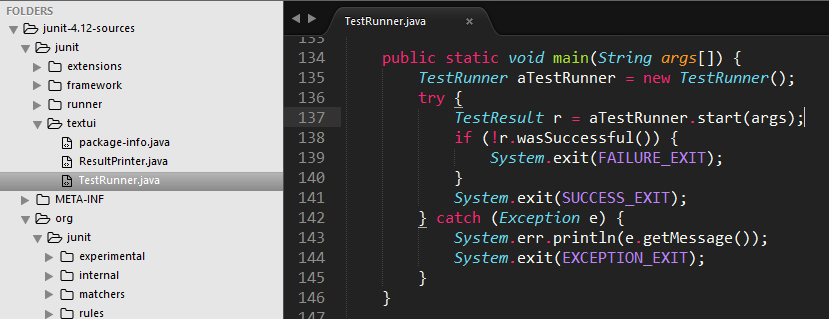 FOLDERS
junit-4.12-sources
junit
extensions
framework
runner
textui
package-info.java
ResultPrinter.java
TestRunner.java
META-INF
org
junit
experimental
internal
matchers
rules
TestRunner.java ×
133
134 public static void main(String args[]) {
135 TestRunner aTestRunner = new TestRunner();
136 try {
137 TestResult r = aTestRunner.start(args);
138 if (!r.wasSuccessful()) {
139 System.exit(FAILURE_EXIT);
140 }
141 System.exit(SUCCESS_EXIT);
142 } catch (Exception e) {
143 System.err.println(e.getMessage());
144 System.exit(EXCEPTION_EXIT);
145 }
146 }
147